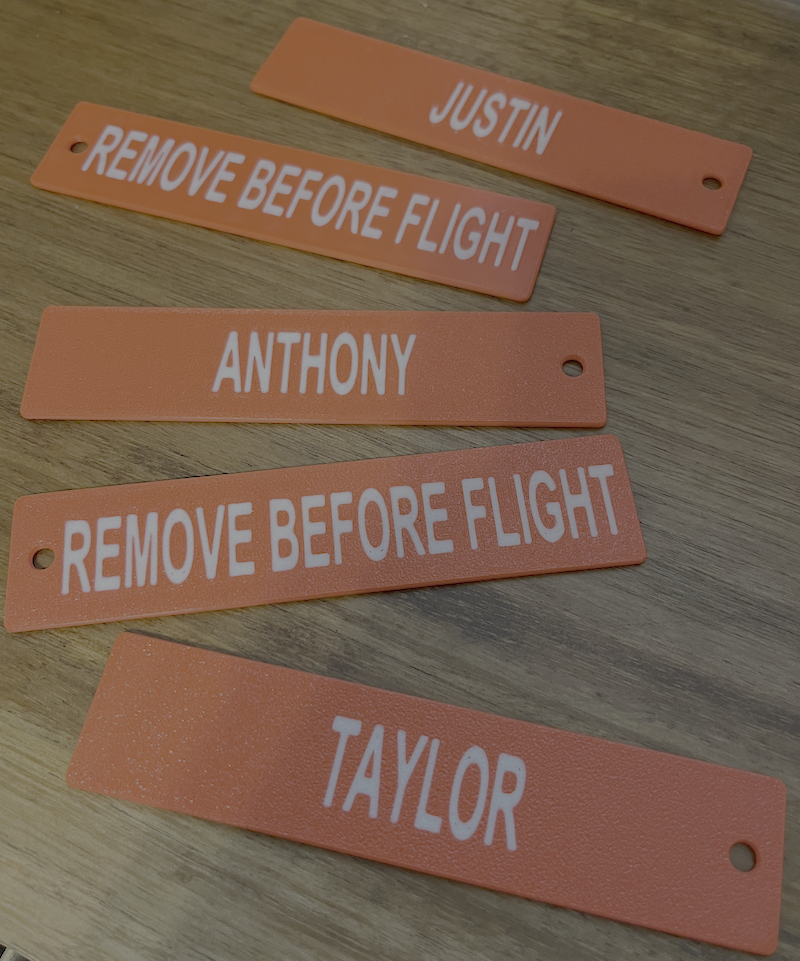 JUSTIN
REMOVE BEFORE FLIGHT
ANTHONY
REMOVE BEFORE FLIGHT
TAYLOR